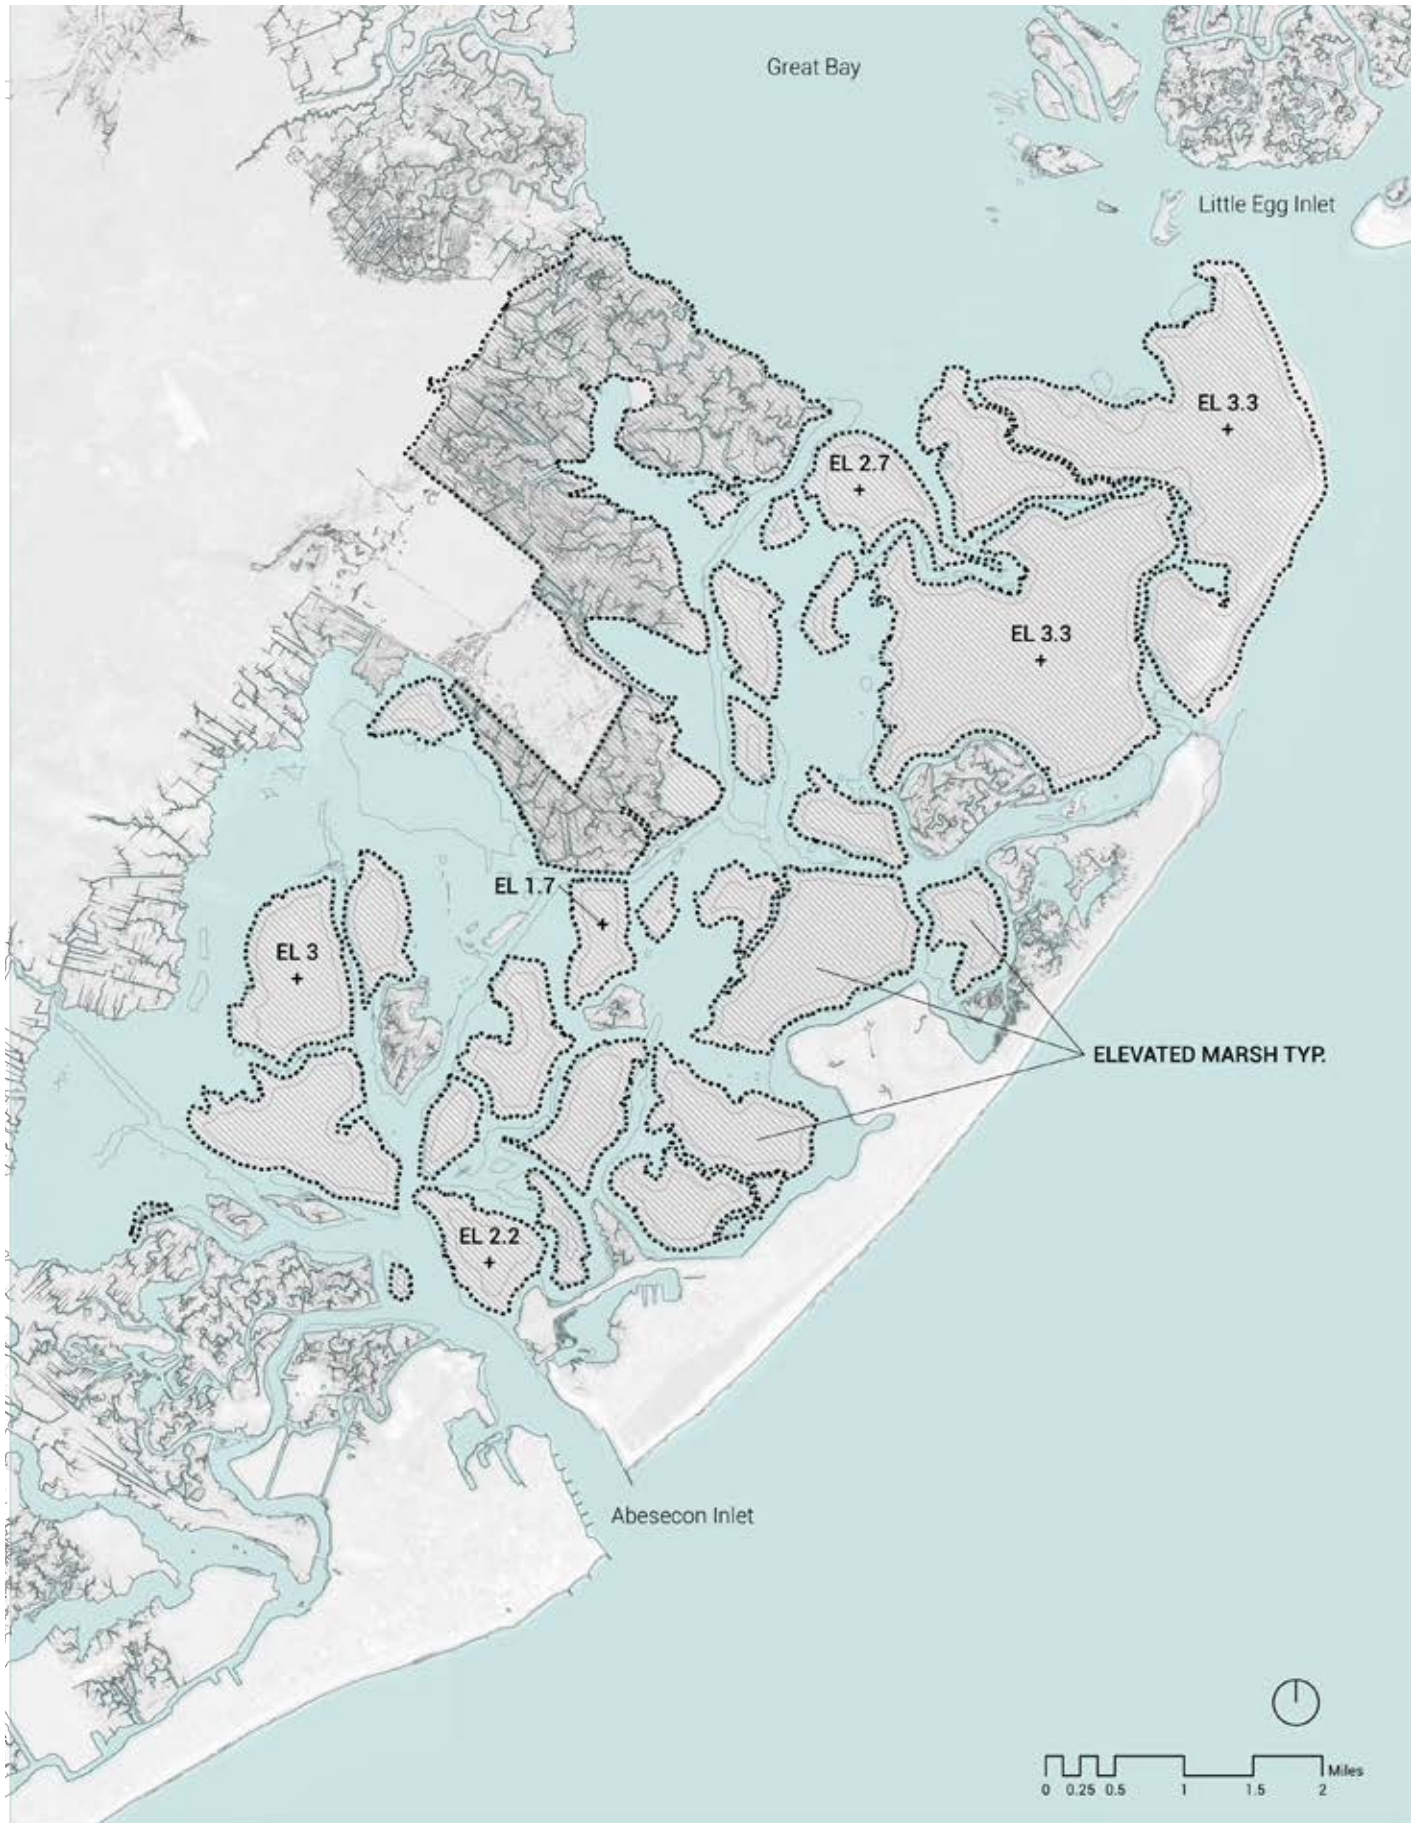 Great Bay
Little Egg Inlet
EL 3.3
EL 2.7
EL 3.3
EL 1.7
EL 3
ELEVATED MARSH TYP.
EL 2.2
Abesecon Inlet
Miles
0 0.25 0.5 1 1.5 2